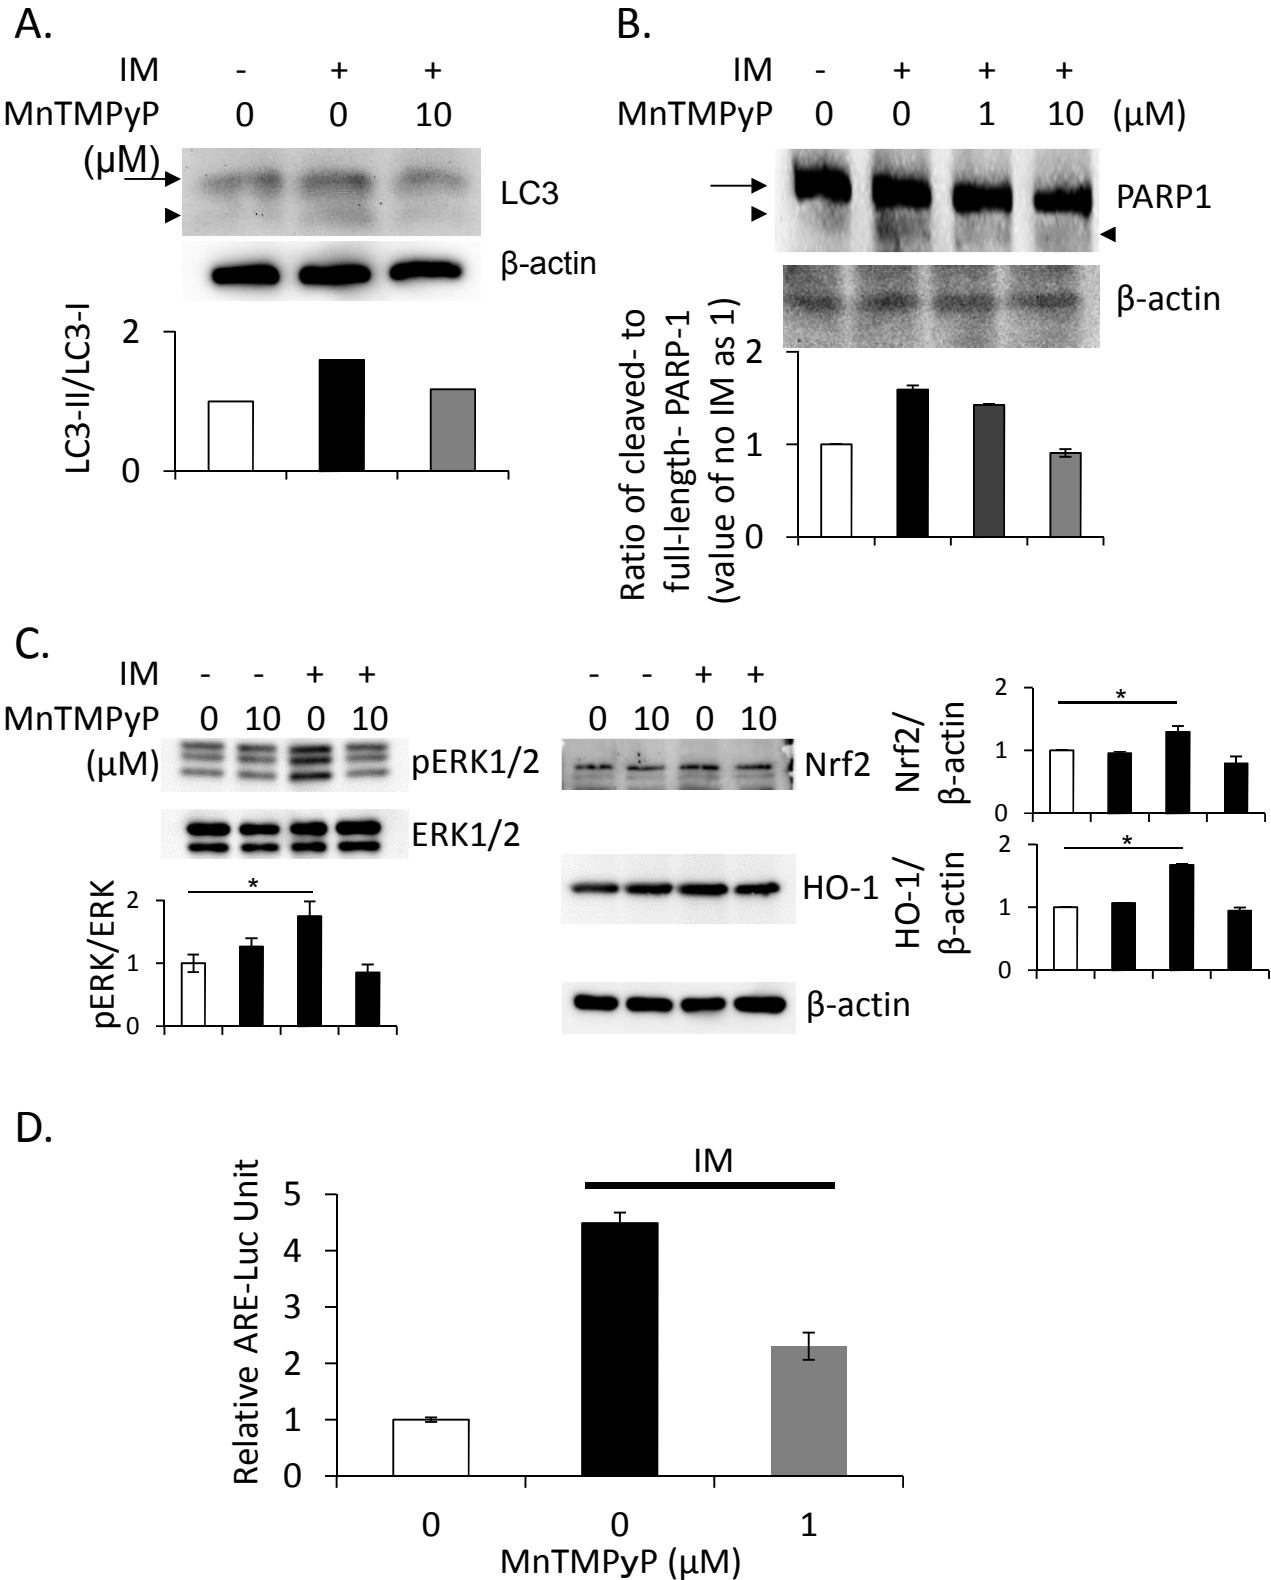 A.
IM - + +
MnTMPyP 0 0 10
(μM)
LC3
β-actin
LC3-II/LC3-I
2
0
B.
IM - + + +
MnTMPyP 0 0 1 10 (μM)
PARP1
β-actin
Ratio of cleaved- to
full-length- PARP-1
(value of no IM as 1)
2
1
0
C.
IM - - + +
MnTMPyP 0 10 0 10
(μM)
pERK1/2
ERK1/2
pERK/ERK
2
1
0
*
- - + +
0 10 0 10
Nrf2
HO-1
β-actin
Nrf2/
β-actin
2
1
0
*
HO-1/
β-actin
2
1
0
*
D.
IM
Relative ARE-Luc Unit
5
4
3
2
1
0
0 0 1
MnTMPyP (μM)